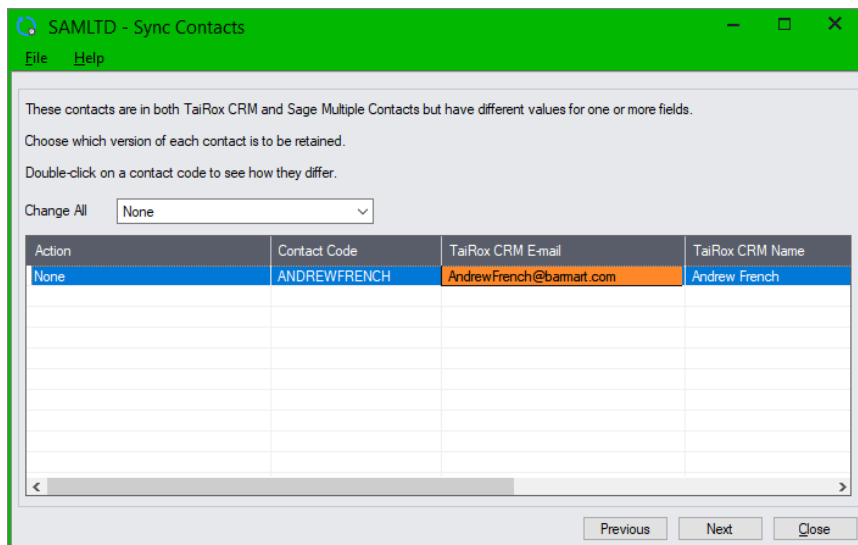 SAMLTD - Sync Contacts
File Help
These contacts are in both TaiRox CRM and Sage Multiple Contacts but have different values for one or more fields.
Choose which version of each contact is to be retained.
Double-click on a contact code to see how they differ.
Change All None
Action Contact Code TaiRox CRM E-mail TaiRox CRM Name
None ANDREWFRENCH AndrewFrench@barmart.com Andrew French
Previous Next Close